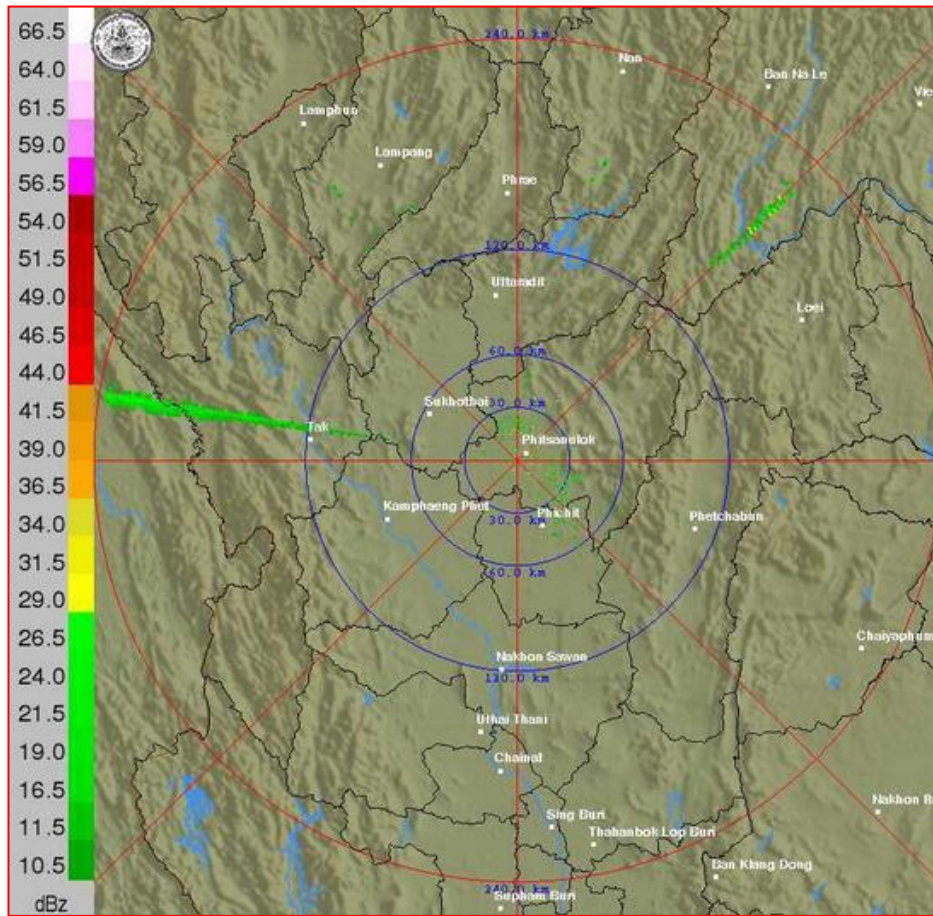 66.5
64.0
61.5
59.0
56.5
54.0
51.5
49.0
46.5
44.0
41.5
39.0
36.5
34.0
31.5
29.0
26.5
24.0
21.5
19.0
16.5
11.5
10.5
dBz
240.0 km
Nan
Ban Na Le
Vie
Lamphun
Lampang
Phrae
120.0 km
Uttaradit
Loei
60.0 km
30.0 km
Sukhothai
Tak
Phitsanulok
Kamphaeng Phet
Phichit
30.0 km
Phetchabun
60.0 km
Chaiyaphum
Nakhon Sawan
120.0 km
Uthai Thani
Chainat
Nakhon R
Sing Buri
Thahanbok Lop Buri
Ban Klang Dong
240.0 km
Suphan Buri